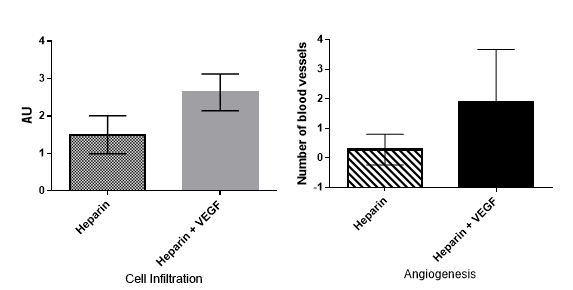 4
3
2
1
0
AU
Heparin
Heparin + VEGF
Cell Infiltration
4
3
2
1
0
-1
Number of blood vessels
Heparin
Heparin + VEGF
Angiogenesis